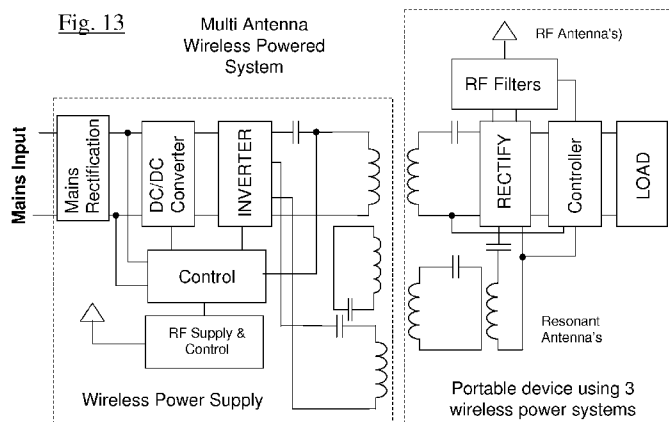 Fig. 13
Multi Antenna
Wireless Powered
System
Mains Input
Mains Rectification
DC/DC
Converter
INVERTER
Control
RF Supply &
Control
Wireless Power Supply
RF Antenna's)
RF Filters
RECTIFY
Controller
LOAD
Resonant
Antenna's
Portable device using 3
wireless power systems